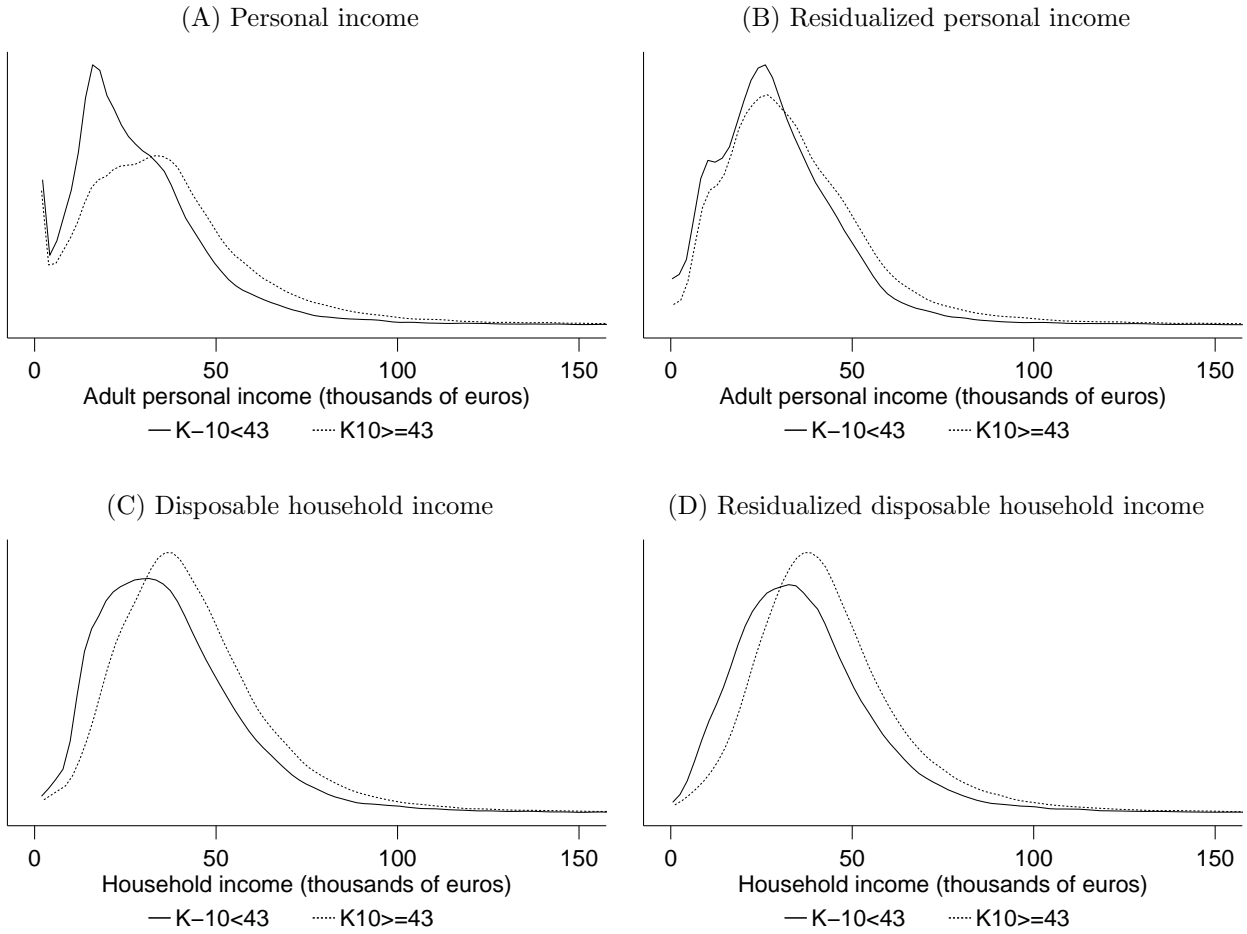 (A) Personal income
(B) Residualized personal income
0 50 100 150
Adult personal income (thousands of euros)
K−10<43 K10>=43
0 50 100 150
Adult personal income (thousands of euros)
K−10<43 K10>=43
(C) Disposable household income
(D) Residualized disposable household income
0 50 100 150
Household income (thousands of euros)
K−10<43 K10>=43
0 50 100 150
Household income (thousands of euros)
K−10<43 K10>=43